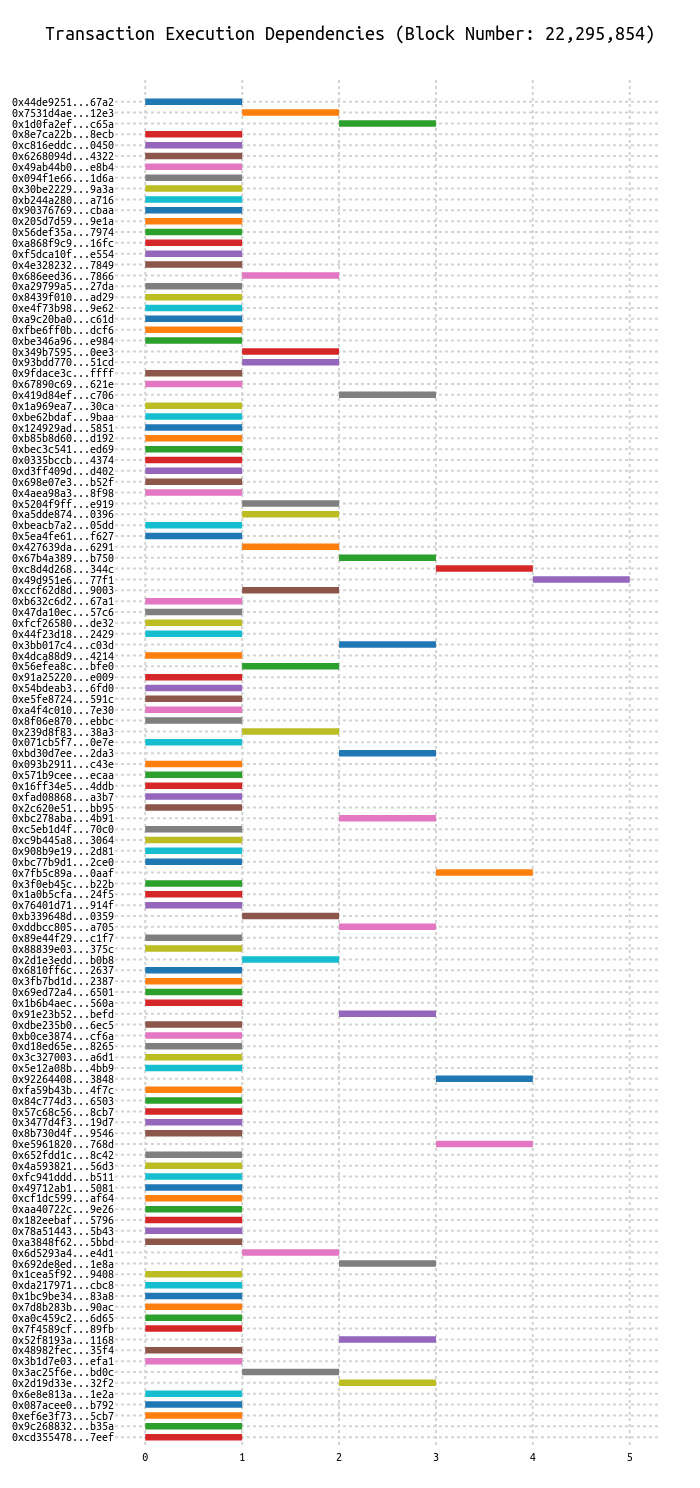 Transaction Execution Dependencies (Block Number: 22,295,854)
0x44de9251...67a2
0x7531d4ae...12e3
0x1d0fa2ef...c65a
0x8e7ca22b...8ecb
0xc816eddc...0450
0x6268094d...4322
0x49ab44b0...e8b4
0x094f1e66...1d6a
0x30be2229...9a3a
0xb244a280...a716
0x90376769...cbaa
0x205d7d59...9e1a
0x56def35a...7974
0xa868f9c9...16fc
0xf5dca10f...e554
0x4e328232...7849
0x686eed36...7866
0xa29799a5...27da
0x8439f010...ad29
0xe4f73b98...9e62
0xa9c20ba0...c61d
0xfbe6ff0b...dcf6
0xbe346a96...e984
0x349b7595...0ee3
0x93bdd770...51cd
0x9fdace3c...ffff
0x67890c69...621e
0x419d84ef...c706
0x1a969ea7...30ca
0xbe62bdaf...9baa
0x124929ad...5851
0xb85b8d60...d192
0xbec3c541...ed69
0x0335bccb...4374
0xd3ff409d...d402
0x698e07e3...b52f
0x4aea98a3...8f98
0x5204f9ff...e919
0xa5dde874...0396
0xbeacb7a2...05dd
0x5ea4fe61...f627
0x427639da...6291
0x67b4a389...b750
0xc8d4d268...344c
0x49d951e6...77f1
0xccf62d8d...9003
0xb632c6d2...67a1
0x47da10ec...57c6
0xfcf26580...de32
0x44f23d18...2429
0x3bb017c4...c03d
0x4dca88d9...4214
0x56efea8c...bfe0
0x91a25220...e009
0x54bdeab3...6fd0
0xe5fe8724...591c
0xa4f4c010...7e30
0x8f06e870...ebbc
0x239d8f83...38a3
0x071cb5f7...0e7e
0xbd30d7ee...2da3
0x093b2911...c43e
0x571b9cee...ecaa
0x16ff34e5...4ddb
0xfad08868...a3b7
0x2c620e51...bb95
0xbc278aba...4b91
0xc5eb1d4f...70c0
0xc9b445a8...3064
0x908b9e19...2d81
0xbc77b9d1...2ce0
0x7fb5c89a...0aaf
0x3f0eb45c...b22b
0x1a0b5cfa...24f5
0x76401d71...914f
0xb339648d...0359
0xddbcc805...a705
0x89e44f29...c1f7
0x88839e03...375c
0x2d1e3edd...b0b8
0x6810ff6c...2637
0x3fb7bd1d...2387
0x69ed72a4...6501
0x1b6b4aec...560a
0x91e23b52...befd
0xdbe235b0...6ec5
0xb0ce3874...cf6a
0xd18ed65e...8265
0x3c327003...a6d1
0x5e12a08b...4bb9
0x92264408...3848
0xfa59b43b...4f7c
0x84c774d3...6503
0x57c68c56...8cb7
0x3477d4f3...19d7
0x8b730d4f...9546
0xe5961820...768d
0x652fdd1c...8c42
0x4a593821...56d3
0xfc941ddd...b511
0x49712ab1...5081
0xcf1dc599...af64
0xaa40722c...9e26
0x182eebaf...5796
0x78a51443...5b43
0xa3848f62...5bbd
0x6d5293a4...e4d1
0x692de8ed...1e8a
0x1cea5f92...9408
0xda217971...cbc8
0x1bc9be34...83a8
0x7d8b283b...90ac
0xa0c459c2...6d65
0x7f4589cf...89fb
0x52f8193a...1168
0x48982fec...35f4
0x3b1d7e03...efa1
0x3ac25f6e...bd0c
0x2d19d33e...32f2
0x6e8e813a...1e2a
0x087acee0...b792
0xef6e3f73...5cb7
0x9c268832...b35a
0xcd355478...7eef
0 1 2 3 4 5